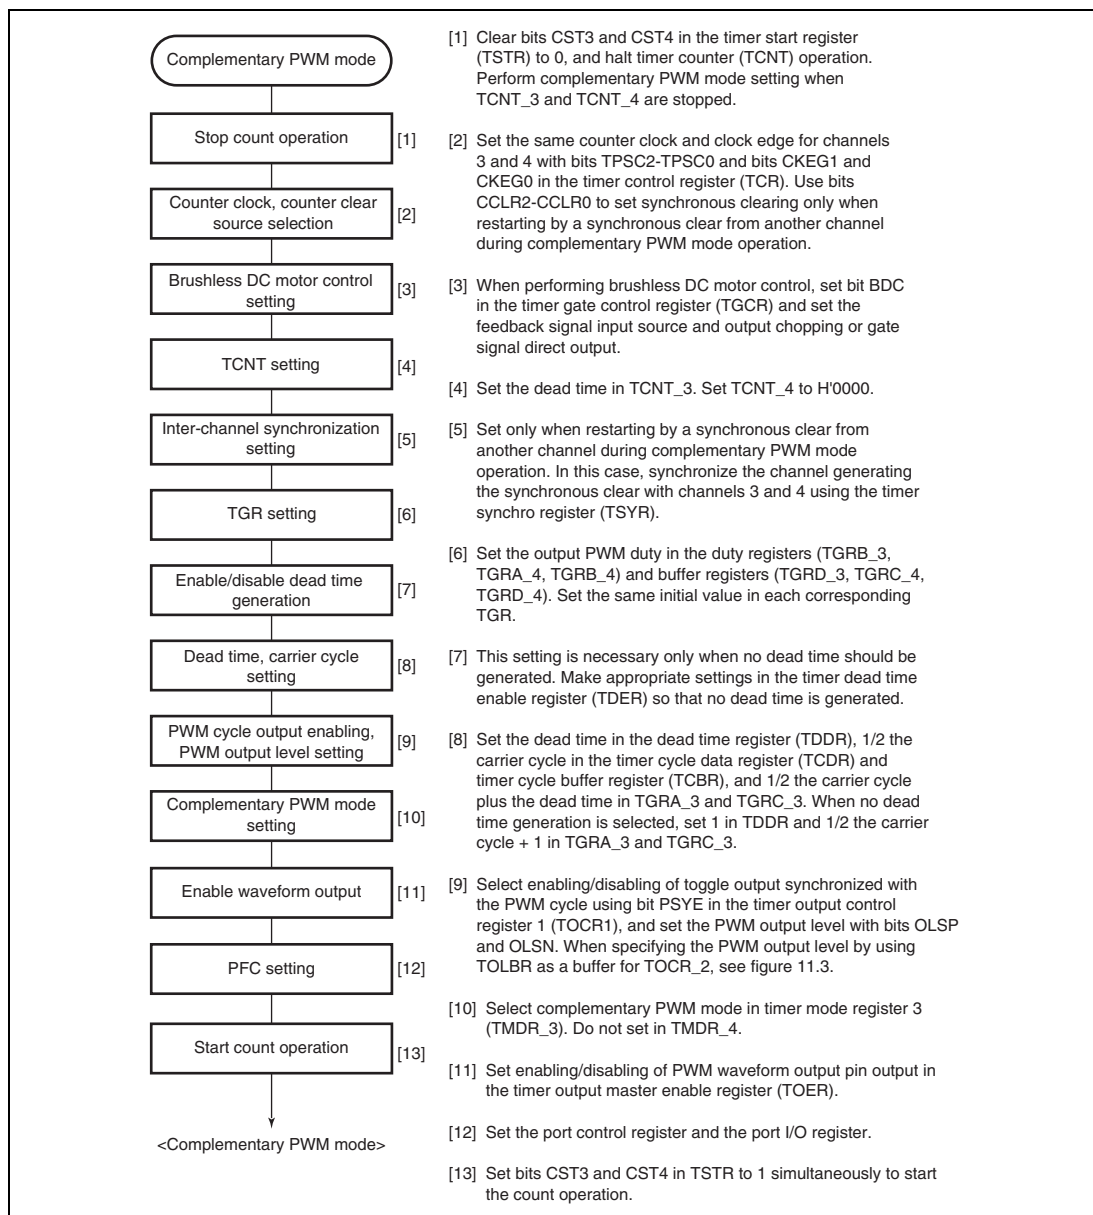 Complementary PWM mode
Stop count operation [1]
Counter clock, counter clear
source selection [2]
Brushless DC motor control
setting [3]
TCNT setting [4]
Inter-channel synchronization
setting [5]
TGR setting [6]
Enable/disable dead time
generation [7]
Dead time, carrier cycle
setting [8]
PWM cycle output enabling,
PWM output level setting [9]
Complementary PWM mode
setting [10]
Enable waveform output [11]
PFC setting [12]
Start count operation [13]
<Complementary PWM mode>
[1] Clear bits CST3 and CST4 in the timer start register
(TSTR) to 0, and halt timer counter (TCNT) operation.
Perform complementary PWM mode setting when
TCNT_3 and TCNT_4 are stopped.
[2] Set the same counter clock and clock edge for channels
3 and 4 with bits TPSC2-TPSC0 and bits CKEG1 and
CKEG0 in the timer control register (TCR). Use bits
CCLR2-CCLR0 to set synchronous clearing only when
restarting by a synchronous clear from another channel
during complementary PWM mode operation.
[3] When performing brushless DC motor control, set bit BDC
in the timer gate control register (TGCR) and set the
feedback signal input source and output chopping or gate
signal direct output.
[4] Set the dead time in TCNT_3. Set TCNT_4 to H'0000.
[5] Set only when restarting by a synchronous clear from
another channel during complementary PWM mode
operation. In this case, synchronize the channel generating
the synchronous clear with channels 3 and 4 using the timer
synchro register (TSYR).
[6] Set the output PWM duty in the duty registers (TGRB_3,
TGRA_4, TGRB_4) and buffer registers (TGRD_3, TGRC_4,
TGRD_4). Set the same initial value in each corresponding
TGR.
[7] This setting is necessary only when no dead time should be
generated. Make appropriate settings in the timer dead time
enable register (TDER) so that no dead time is generated.
[8] Set the dead time in the dead time register (TDDR), 1/2 the
carrier cycle in the timer cycle data register (TCDR) and
timer cycle buffer register (TCBR), and 1/2 the carrier cycle
plus the dead time in TGRA_3 and TGRC_3. When no dead
time generation is selected, set 1 in TDDR and 1/2 the carrier
cycle + 1 in TGRA_3 and TGRC_3.
[9] Select enabling/disabling of toggle output synchronized with
the PWM cycle using bit PSYE in the timer output control
register 1 (TOCR1), and set the PWM output level with bits OLSP
and OLSN. When specifying the PWM output level by using
TOLBR as a buffer for TOCR_2, see figure 11.3.
[10] Select complementary PWM mode in timer mode register 3
(TMDR_3). Do not set in TMDR_4.
[11] Set enabling/disabling of PWM waveform output pin output in
the timer output master enable register (TOER).
[12] Set the port control register and the port I/O register.
[13] Set bits CST3 and CST4 in TSTR to 1 simultaneously to start
the count operation.